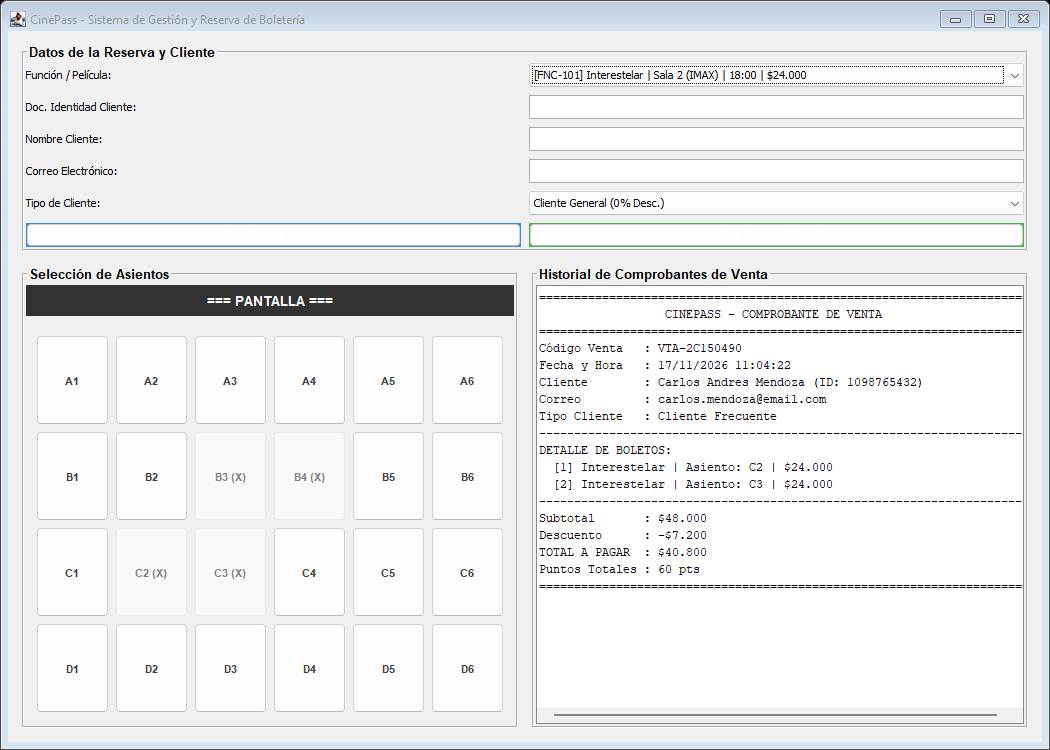 CinePass - Sistema de Gestión y Reserva de Boletería
Datos de la Reserva y Cliente
Función / Película:
[FNC-101] Interestelar | Sala 2 (IMAX) | 18:00 | $24.000
Doc. Identidad Cliente:
Nombre Cliente:
Correo Electrónico:
Tipo de Cliente:
Cliente General (0% Desc.)
Selección de Asientos
=== PANTALLA ===
A1 A2 A3 A4 A5 A6
B1 B2 B3 (X) B4 (X) B5 B6
C1 C2 (X) C3 (X) C4 C5 C6
D1 D2 D3 D4 D5 D6
Historial de Comprobantes de Venta
CINEPASS - COMPROBANTE DE VENTA
Código Venta : VTA-2C150490
Fecha y Hora : 17/11/2026 11:04:22
Cliente : Carlos Andres Mendoza (ID: 1098765432)
Correo : carlos.mendoza@email.com
Tipo Cliente : Cliente Frecuente
DETALLE DE BOLETOS:
[1] Interestelar | Asiento: C2 | $24.000
[2] Interestelar | Asiento: C3 | $24.000
Subtotal : $48.000
Descuento : -$7.200
TOTAL A PAGAR : $40.800
Puntos Totales : 60 pts